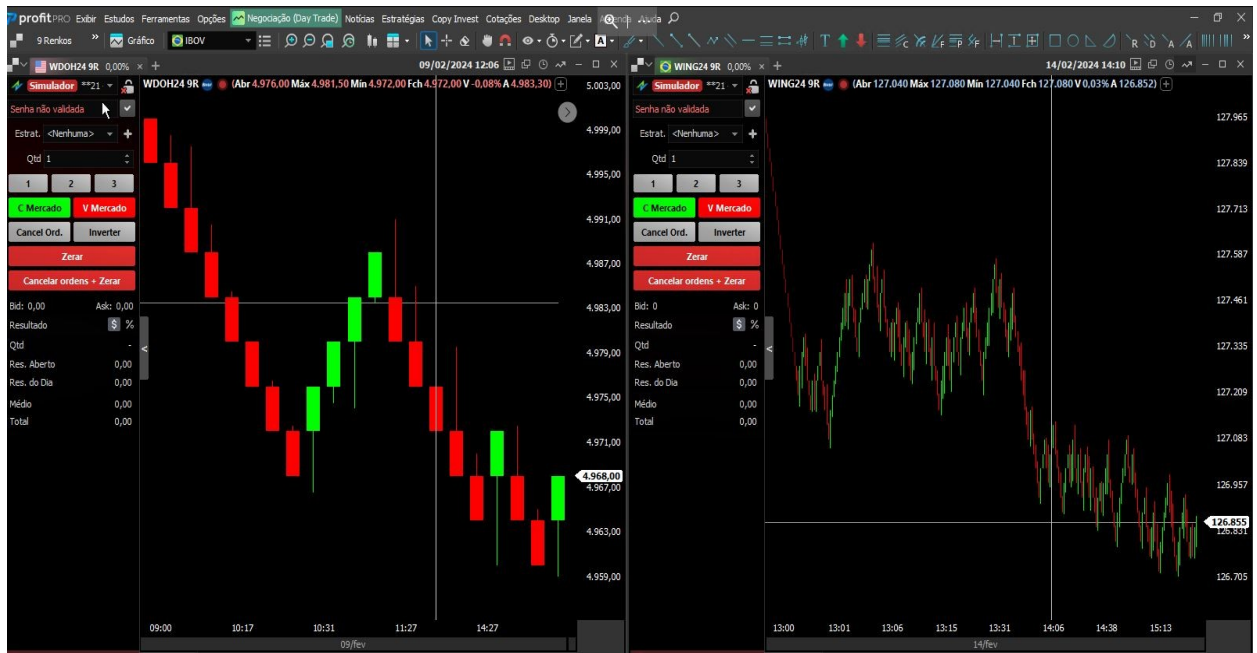 profitPRO Exibir Estudos Ferramentas Opções Negociação (Day Trade) Notícias Estratégias Copy Invest Cotações Desktop Janela
9 Renkos » Gráfico IBOV
WDOH24 9R 0,00% × + 09/02/2024 12:06
Simulador **21
WDOH24 9R (Abr 4.976,00 Máx 4.981,50 Mín 4.972,00 Fch 4.972,00 V -0,08% A 4.983,30)
Senha não validada
Estrat. <Nenhuma>
Qtd 1
1 2 3
C Mercado V Mercado
Cancel Ord. Inverter
Zerar
Cancelar ordens + Zerar
Bid: 0,00 Ask: 0,00
Resultado $ %
Qtd -
Res. Aberto 0,00
Res. do Dia 0,00
Médio 0,00
Total 0,00
5.003,00
4.999,00
4.995,00
4.991,00
4.987,00
4.983,00
4.979,00
4.975,00
4.971,00
4.968,00
4.967,00
4.963,00
4.959,00
09:00 10:17 10:31 11:27 14:27
09/fev
WING24 9R 0,00% × + 14/02/2024 14:10
Simulador **21
WING24 9R (Abr 127.040 Máx 127.080 Mín 127.040 Fch 127.080 V 0,03% A 126.852)
Senha não validada
Estrat. <Nenhuma>
Qtd 1
1 2 3
C Mercado V Mercado
Cancel Ord. Inverter
Zerar
Cancelar ordens + Zerar
Bid: 0 Ask: 0
Resultado $ %
Qtd -
Res. Aberto 0,00
Res. do Dia 0,00
Médio 0,00
Total 0,00
127.965
127.839
127.713
127.587
127.461
127.335
127.209
127.083
126.957
126.855
126.831
126.705
13:00 13:01 13:06 13:15 13:31 14:06 14:38 15:13
14/fev